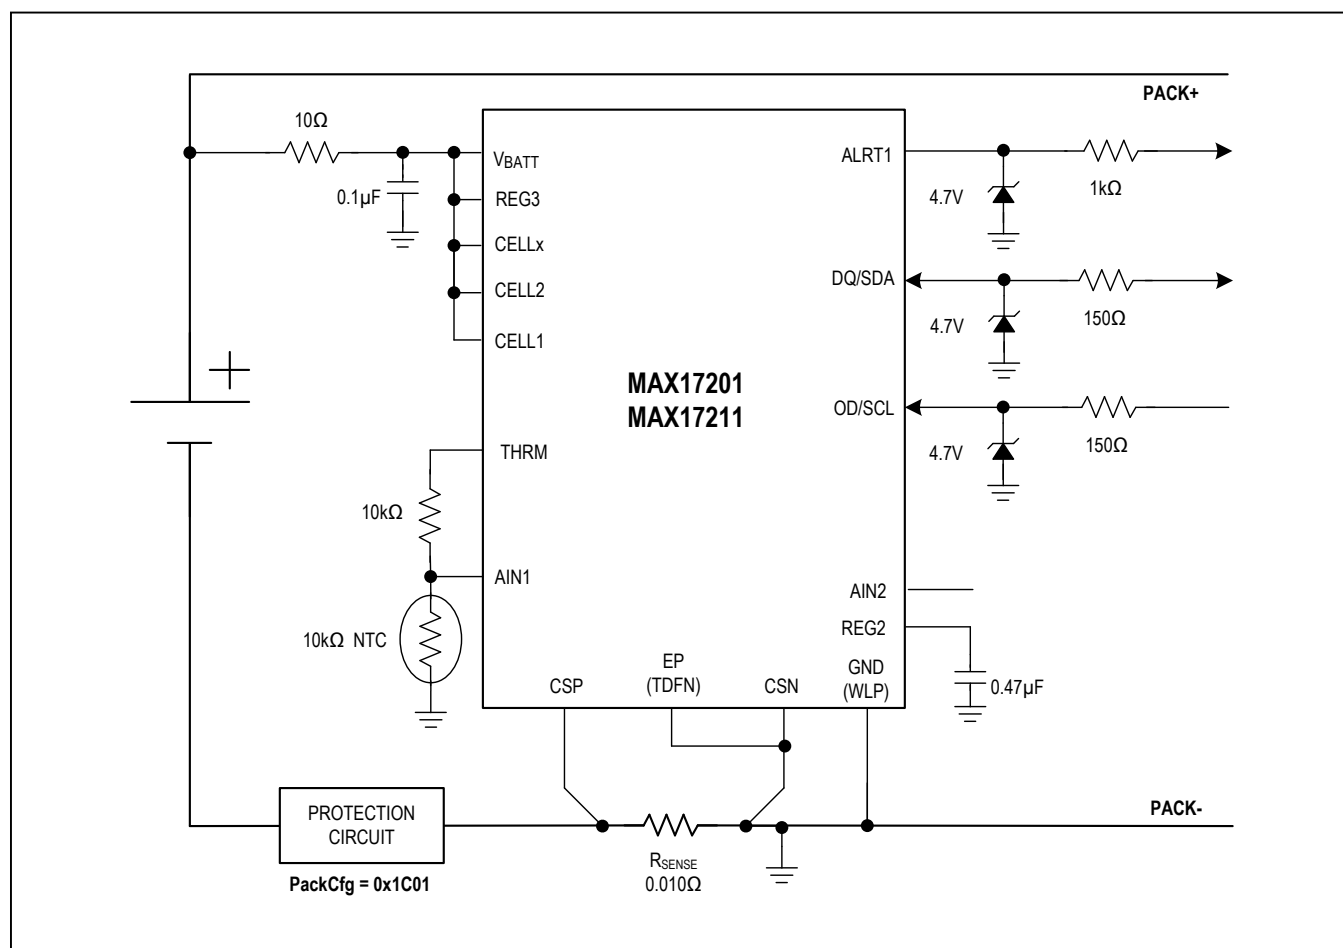 PACK+
10Ω
V_BATT
ALRT1
0.1µF
REG3
4.7V
1kΩ
CELLx
CELL2
DQ/SDA
4.7V
150Ω
CELL1
MAX17201
MAX17211
OD/SCL
THRM
4.7V
150Ω
10kΩ
AIN1
AIN2
REG2
10kΩ NTC
EP
(TDFN)
CSP
CSN
GND
(WLP)
0.47µF
PROTECTION
CIRCUIT
PACK-
R_SENSE
0.010Ω
PackCfg = 0x1C01